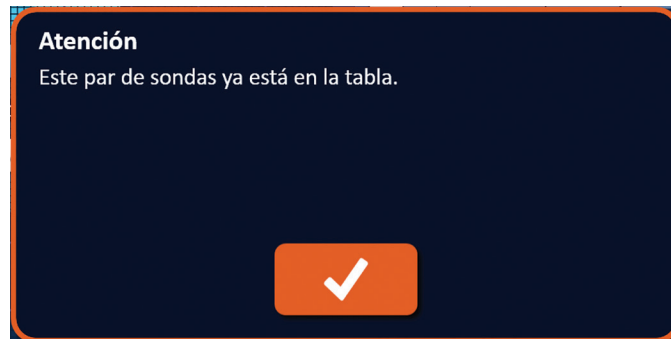 Atención
Este par de sondas ya está en la tabla.